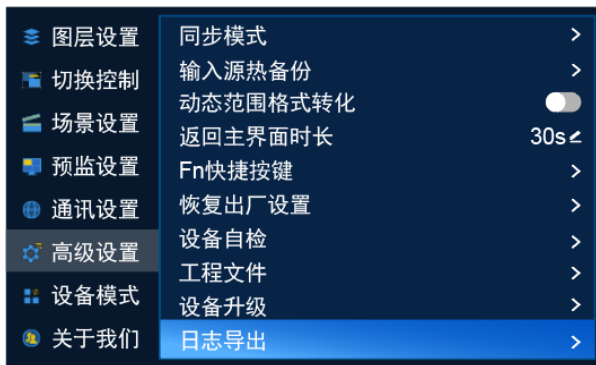 图层设置
切换控制
场景设置
预监设置
通讯设置
高级设置
设备模式
关于我们
同步模式
输入源热备份
动态范围格式转化
返回主界面时长 30s
Fn快捷按键
恢复出厂设置
设备自检
工程文件
设备升级
日志导出